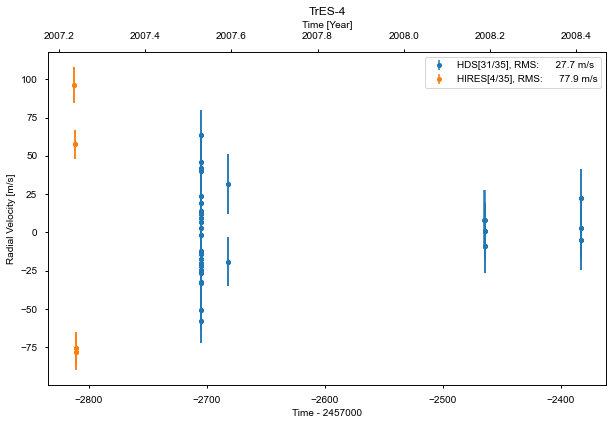 TrES-4
Time [Year]
2007.2 2007.4 2007.6 2007.8 2008.0 2008.2 2008.4
HDS[31/35], RMS: 27.7 m/s
HIRES[4/35], RMS: 77.9 m/s
Radial Velocity [m/s]
100
75
50
25
0
−25
−50
−75
−2800 −2700 −2600 −2500 −2400
Time - 2457000